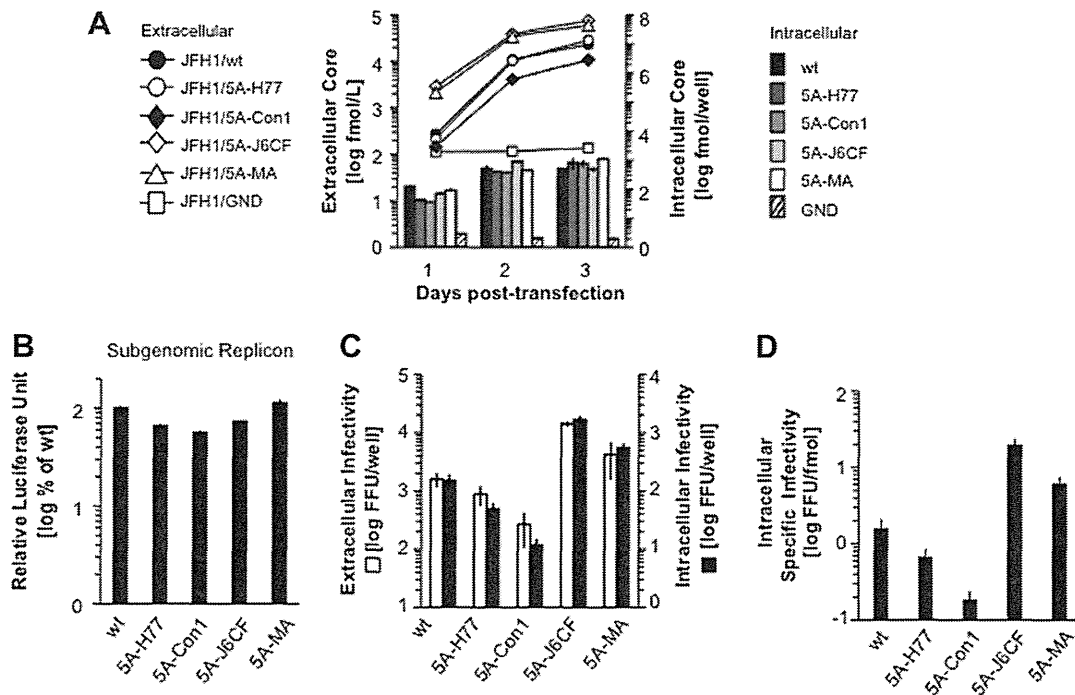 A
Extracellular
JFH1/wt
JFH1/5A-H77
JFH1/5A-Con1
JFH1/5A-J6CF
JFH1/5A-MA
JFH1/GND
Extracellular Core
[log fmol/L]
5
4
3
2
1
0
8
6
4
2
0
Intracellular Core
[log fmol/well]
1 2 3
Days post-transfection
Intracellular
wt
5A-H77
5A-Con1
5A-J6CF
5A-MA
GND
B
Subgenomic Replicon
Relative Luciferase Unit
[log % of wt]
2
1
0
wt
5A-H77
5A-Con1
5A-J6CF
5A-MA
C
Extracellular Infectivity
[log FFU/well]
5
4
3
2
1
4
3
2
1
0
Intracellular Infectivity
[log FFU/well]
wt
5A-H77
5A-Con1
5A-J6CF
5A-MA
D
Intracellular
Specific Infectivity
[log FFU/fmol]
2
1
0
-1
wt
5A-H77
5A-Con1
5A-J6CF
5A-MA